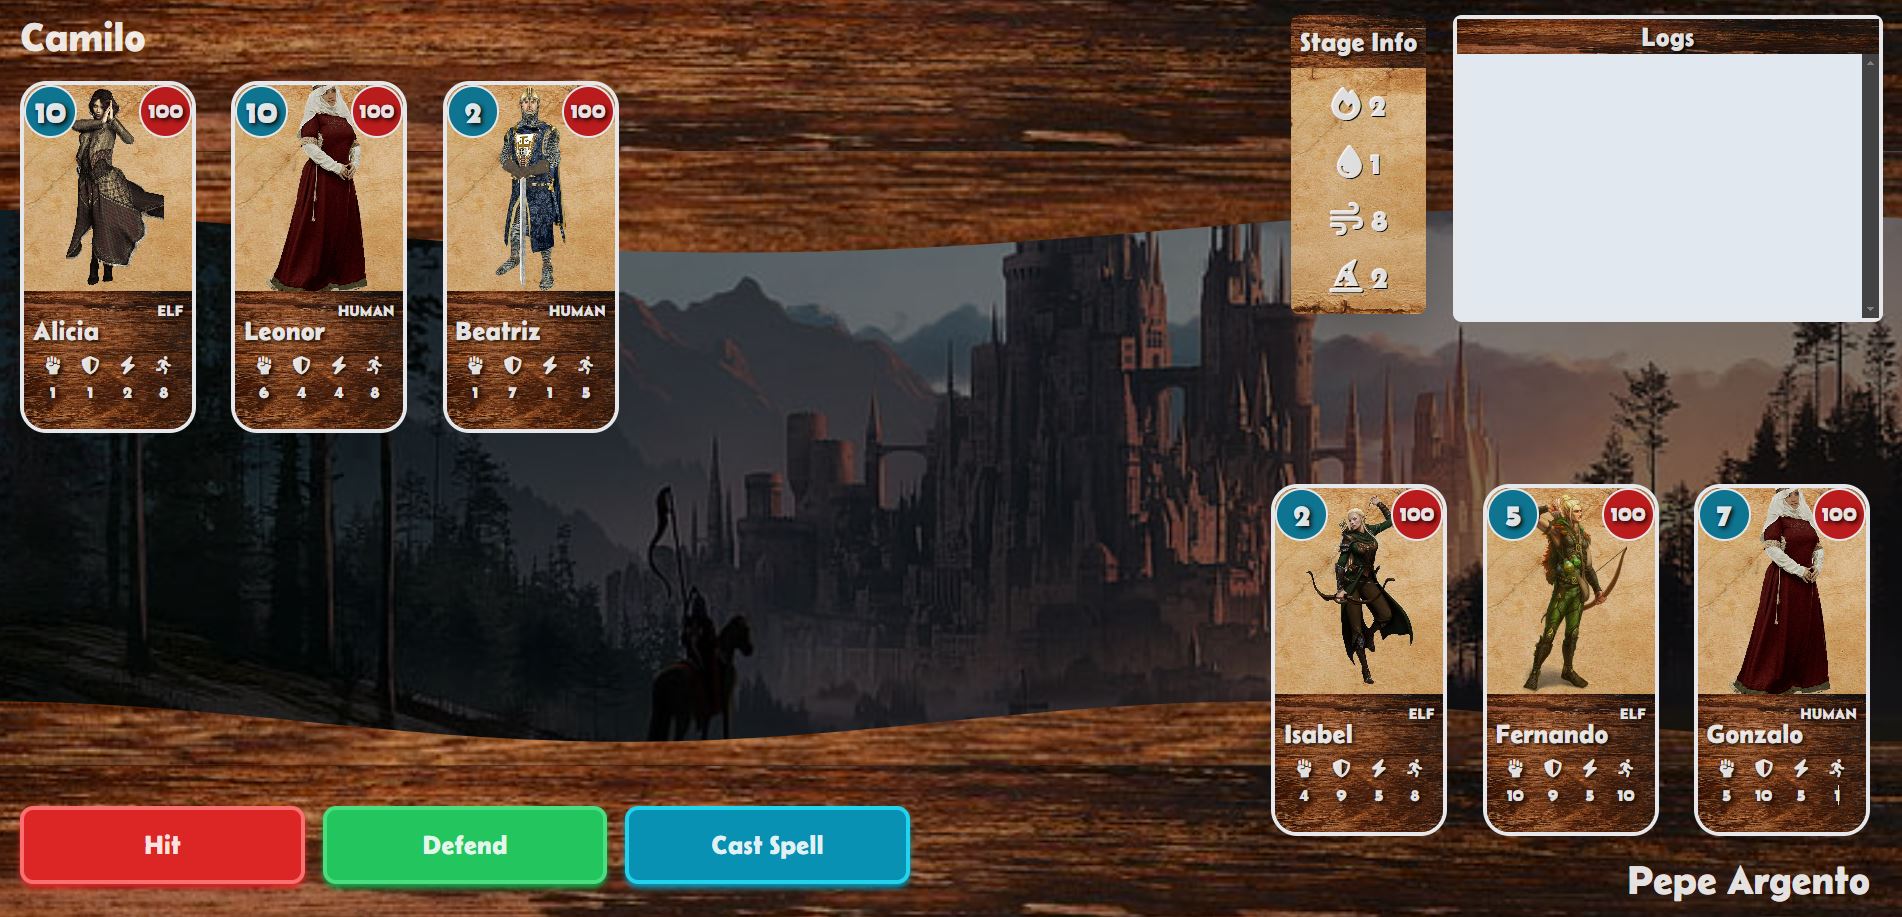 Camilo
Stage Info
Logs
2
1
8
2
10
100
ELF
Alicia
1 1 2 8
10
100
HUMAN
Leonor
6 4 4 8
2
100
HUMAN
Beatriz
1 7 1 5
2
100
ELF
Isabel
4 9 5 8
5
100
ELF
Fernando
10 9 5 10
7
100
HUMAN
Gonzalo
5 10 5 1
Hit
Defend
Cast Spell
Pepe Argento